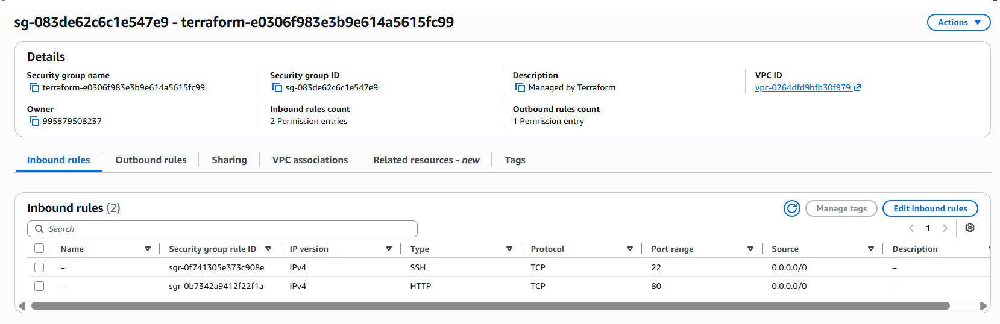 sg-083de62c6c1e547e9 - terraform-e0306f983e3b9e614a5615fc99
Actions
Details
Security group name
terraform-e0306f983e3b9e614a5615fc99
Security group ID
sg-083de62c6c1e547e9
Description
Managed by Terraform
VPC ID
vpc-0264dfd9bfb30f979
Owner
995879508237
Inbound rules count
2 Permission entries
Outbound rules count
1 Permission entry
Inbound rules Outbound rules Sharing VPC associations Related resources - new Tags
Inbound rules (2)
Manage tags Edit inbound rules
Search
1
Name Security group rule ID IP version Type Protocol Port range Source Description
– sgr-0f741305e373c908e IPv4 SSH TCP 22 0.0.0.0/0 –
– sgr-0b7342a9412f22f1a IPv4 HTTP TCP 80 0.0.0.0/0 –